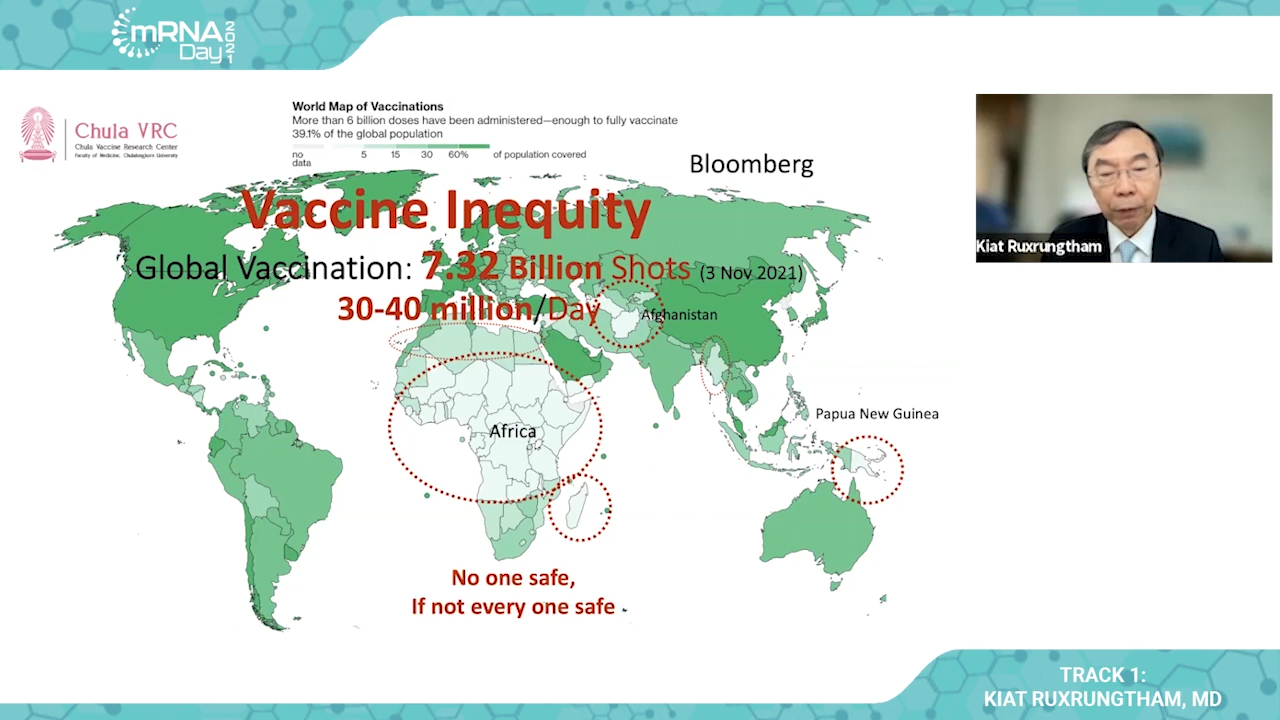 mRNA
Day
2021
Chula VRC
Chula Vaccine Research Center
Faculty of Medicine, Chulalongkorn University
World Map of Vaccinations
More than 6 billion doses have been administered—enough to fully vaccinate
39.1% of the global population
no data 5 15 30 60% of population covered
Bloomberg
Vaccine Inequity
Global Vaccination: 7.32 Billion Shots (3 Nov 2021)
30-40 million/Day
Afghanistan
Papua New Guinea
Africa
No one safe,
If not every one safe
Kiat Ruxrungtham
TRACK 1:
KIAT RUXRUNGTHAM, MD